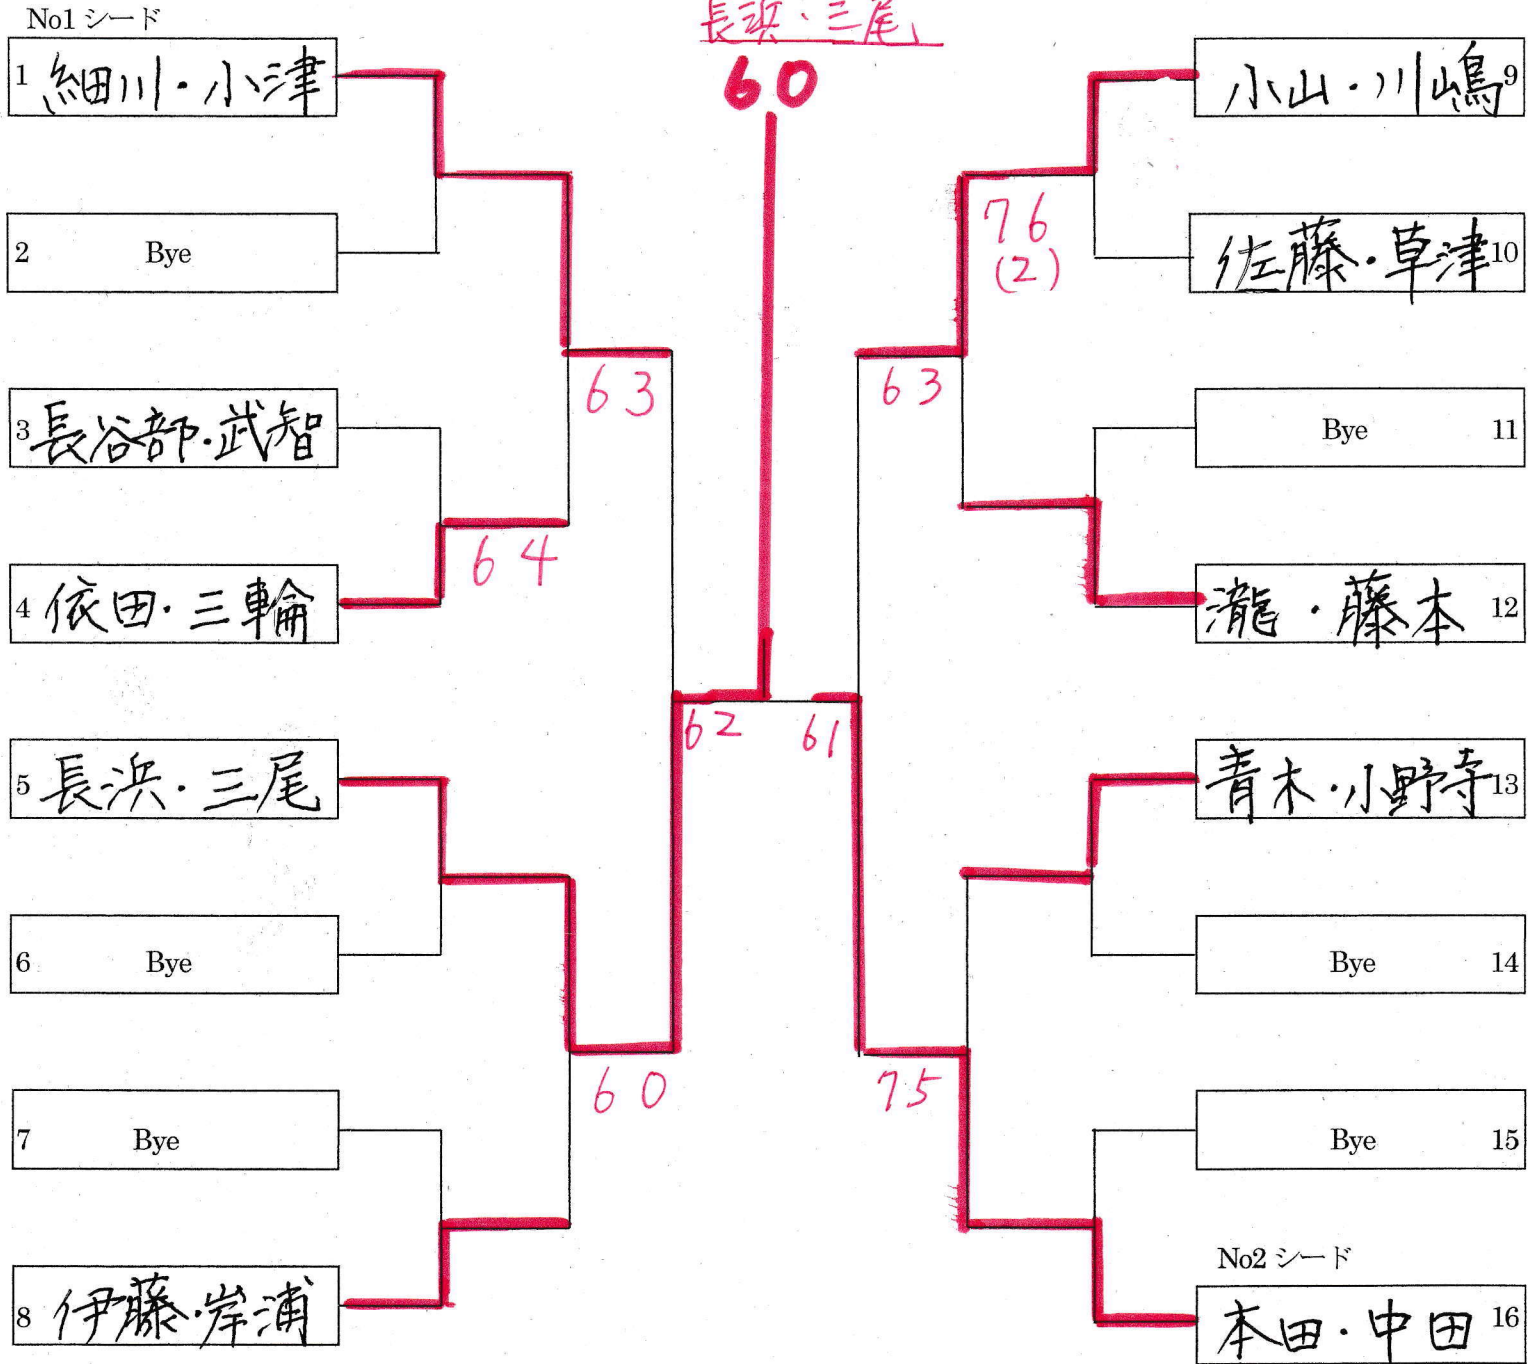 長浜・三尾
60
No1 シード
1 細川・小津
2 Bye
3 長谷部・武智
4 依田・三輪
5 長浜・三尾
6 Bye
7 Bye
8 伊藤・岸浦
63
64
62
60
小山・川嶋 9
76
(2)
佐藤・草津 10
63
Bye 11
瀧・藤本 12
61
青木・小野寺 13
Bye 14
75
Bye 15
No2 シード
本田・中田 16